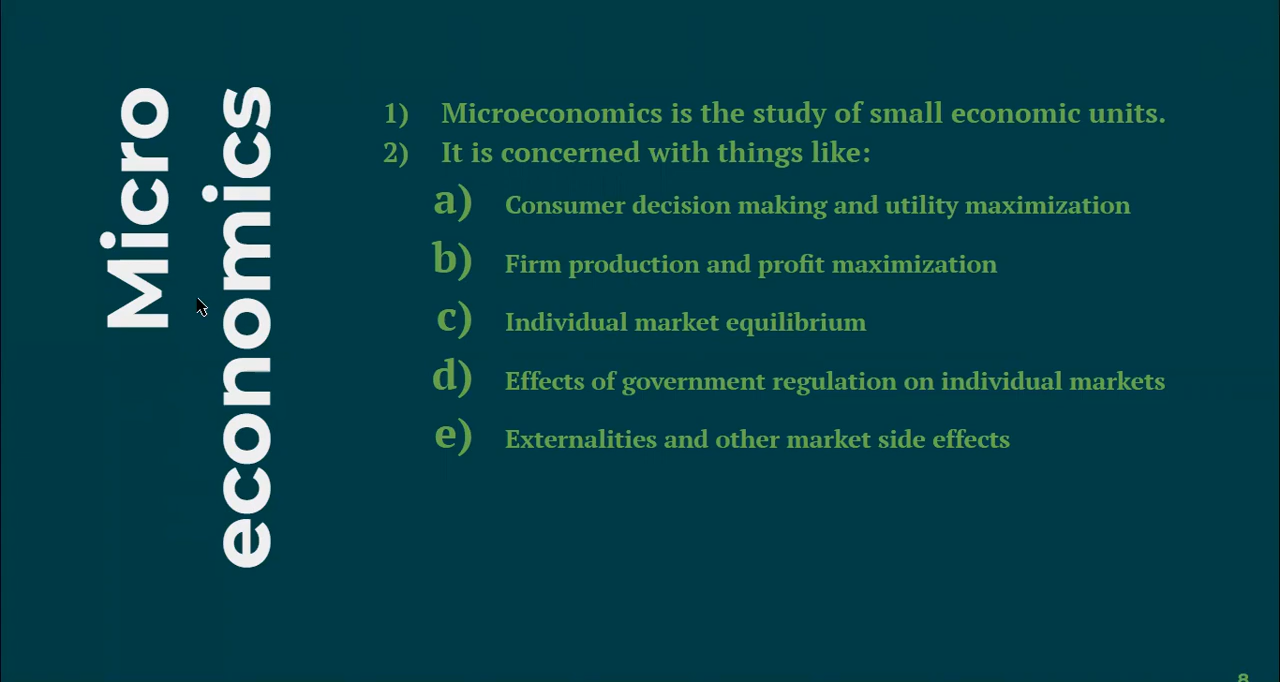 Micro
economics
1) Microeconomics is the study of small economic units.
2) It is concerned with things like:
a) Consumer decision making and utility maximization
b) Firm production and profit maximization
c) Individual market equilibrium
d) Effects of government regulation on individual markets
e) Externalities and other market side effects
8